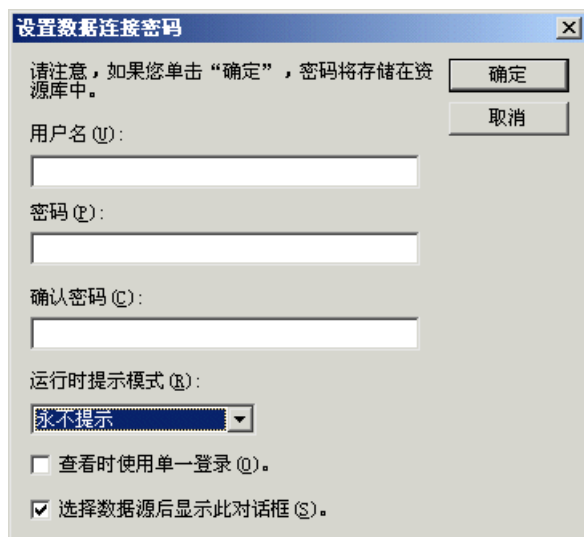 设置数据连接密码
请注意，如果您单击“确定”，密码将存储在资
源库中。
确定
取消
用户名(U):
密码(P):
确认密码(C):
运行时提示模式(R):
永不提示
查看时使用单一登录(O)。
选择数据源后显示此对话框(S)。